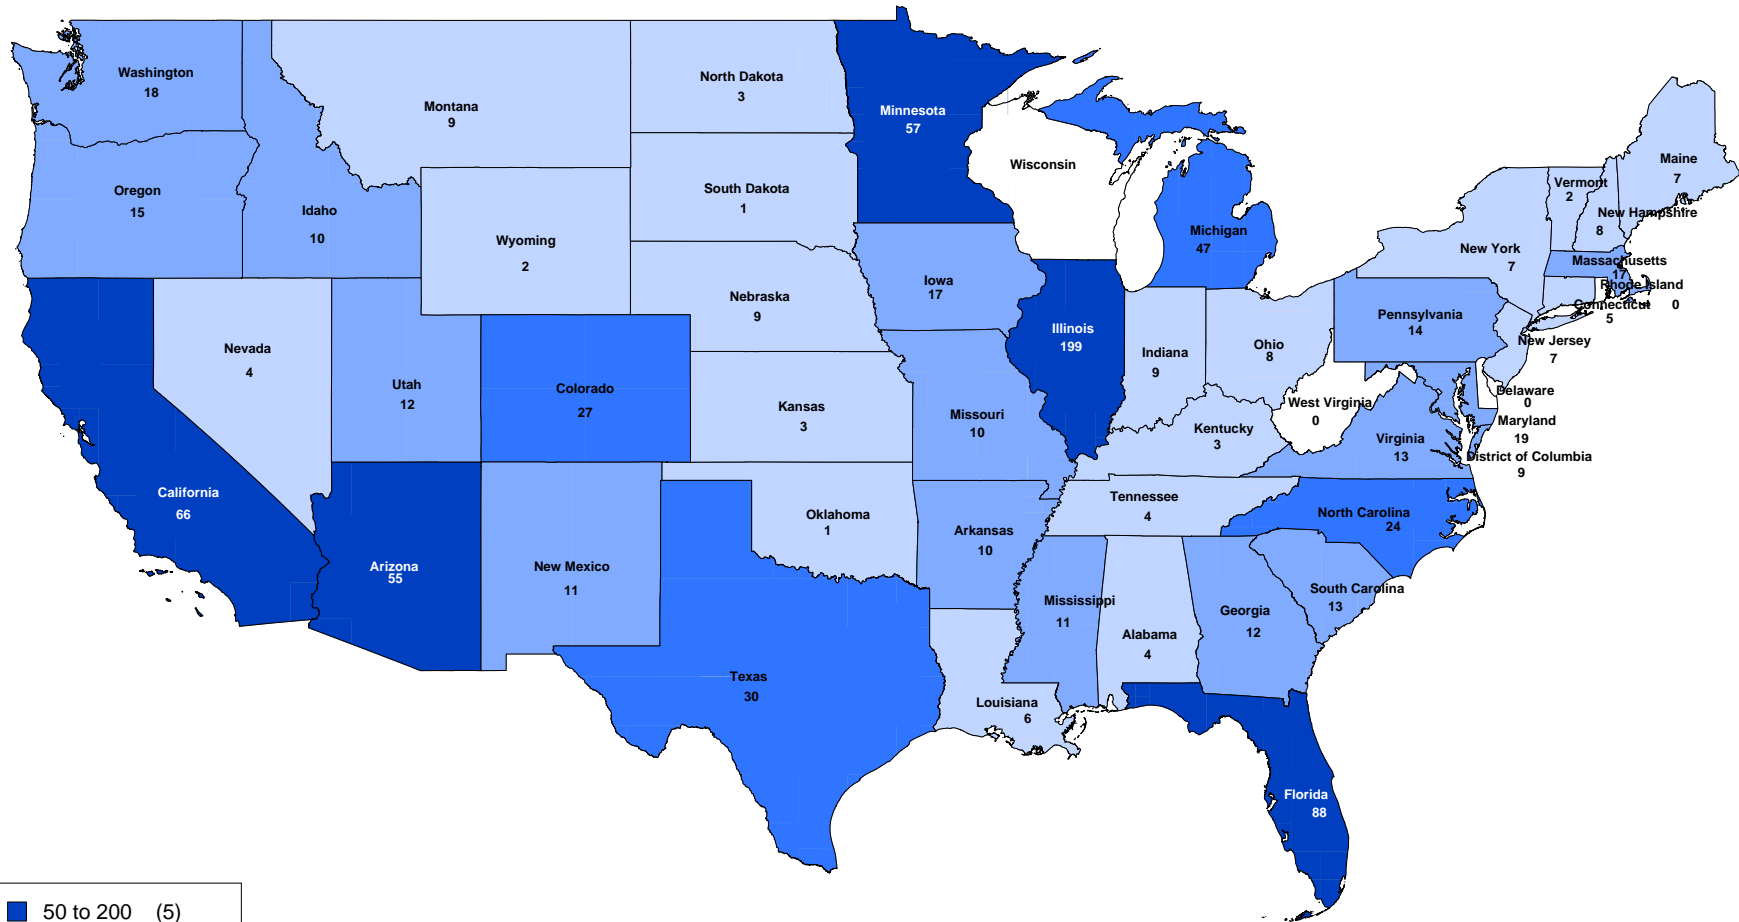 Washington
18
North Dakota
3
Montana
9
Minnesota
57
Wisconsin
Maine
7
Oregon
15
Idaho
10
South Dakota
1
Vermont
2
New Hampshire
8
Wyoming
2
Michigan
47
New York
7
Massachusetts
17
Rhode Island
0
Connecticut
5
Iowa
17
Nebraska
9
Pennsylvania
14
Illinois
199
Nevada
4
Indiana
9
Ohio
8
New Jersey
7
Utah
12
Colorado
27
Kansas
3
Missouri
10
West Virginia
0
Delaware
0
Maryland
19
Kentucky
3
Virginia
13
District of Columbia
9
California
66
Tennessee
4
North Carolina
24
Oklahoma
1
Arkansas
10
Arizona
55
New Mexico
11
Mississippi
11
Alabama
4
Georgia
12
South Carolina
13
Texas
30
Louisiana
6
Florida
88
50 to 200 (5)